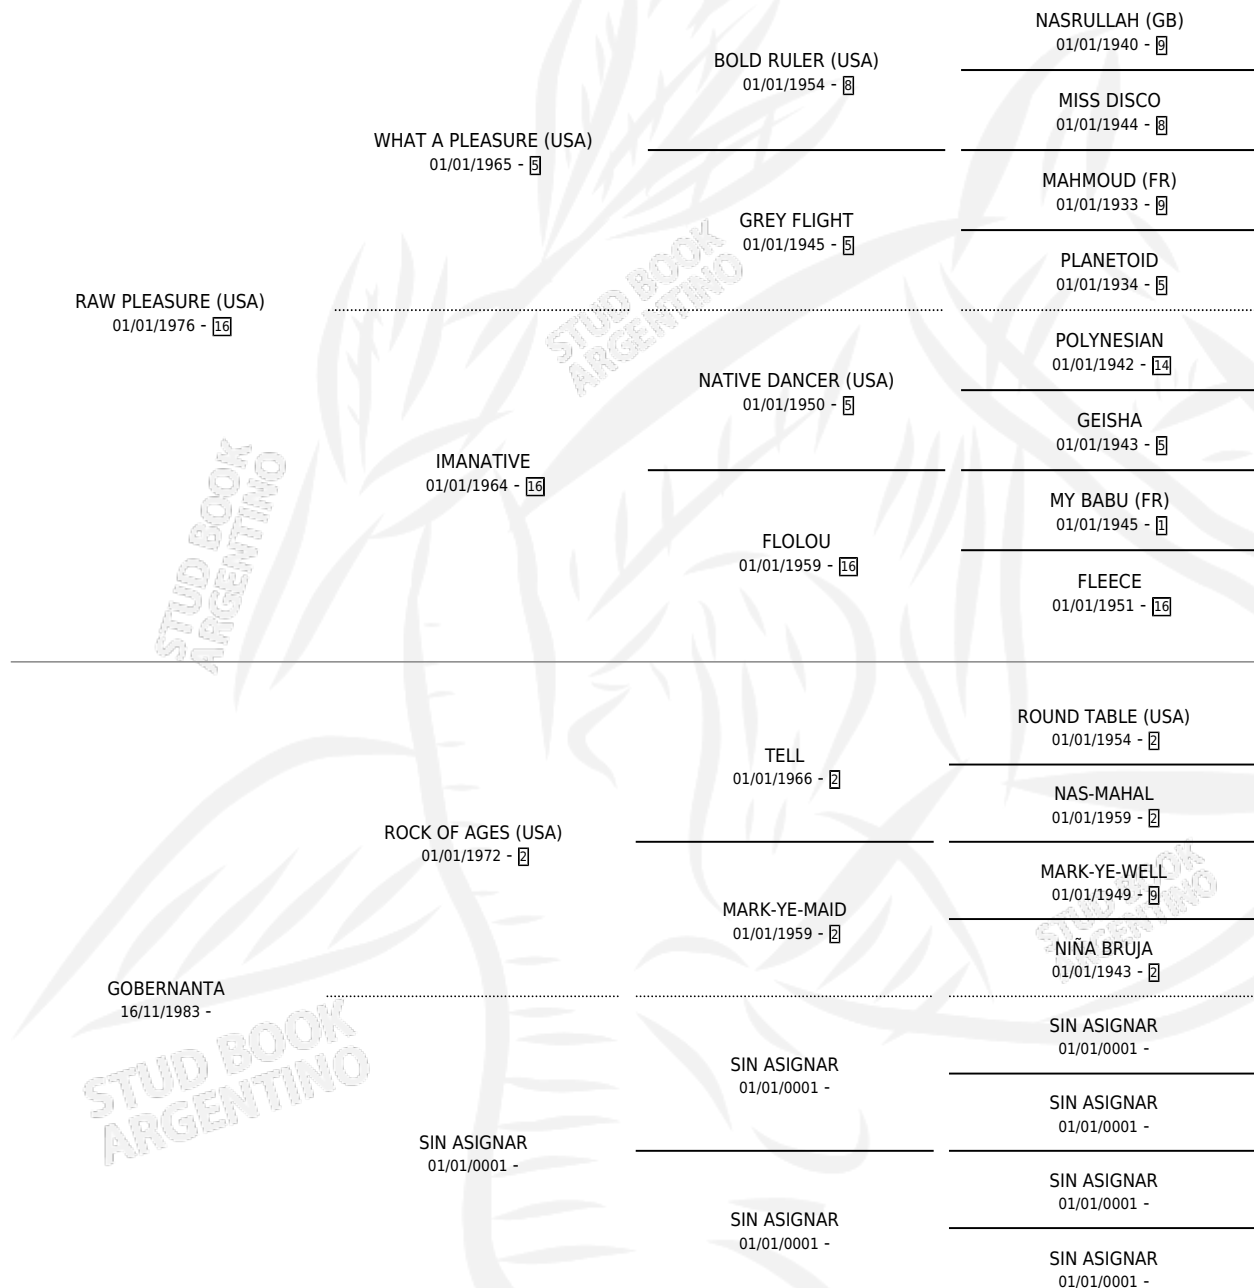 NASRULLAH (GB)
01/01/1940 - 9
BOLD RULER (USA)
01/01/1954 - 8
MISS DISCO
01/01/1944 - 8
WHAT A PLEASURE (USA)
01/01/1965 - 5
MAHMOUD (FR)
01/01/1933 - 9
GREY FLIGHT
01/01/1945 - 5
PLANETOID
01/01/1934 - 5
RAW PLEASURE (USA)
01/01/1976 - 16
POLYNESIAN
01/01/1942 - 14
NATIVE DANCER (USA)
01/01/1950 - 5
GEISHA
01/01/1943 - 5
IMANATIVE
01/01/1964 - 16
MY BABU (FR)
01/01/1945 - 1
FLOLOU
01/01/1959 - 16
FLEECE
01/01/1951 - 16
STUD BOOK
ARGENTINO
STUD BOOK
ARGENTINO
ROUND TABLE (USA)
01/01/1954 - 2
TELL
01/01/1966 - 2
NAS-MAHAL
01/01/1959 - 2
ROCK OF AGES (USA)
01/01/1972 - 2
MARK-YE-WELL
01/01/1949 - 9
MARK-YE-MAID
01/01/1959 - 2
NIÑA BRUJA
01/01/1943 - 2
GOBERNANTA
16/11/1983 -
SIN ASIGNAR
01/01/0001 -
SIN ASIGNAR
01/01/0001 -
SIN ASIGNAR
01/01/0001 -
SIN ASIGNAR
01/01/0001 -
SIN ASIGNAR
01/01/0001 -
SIN ASIGNAR
01/01/0001 -
SIN ASIGNAR
01/01/0001 -
STUD BOOK
ARGENTINO
STUD BOOK
ARGENTINO